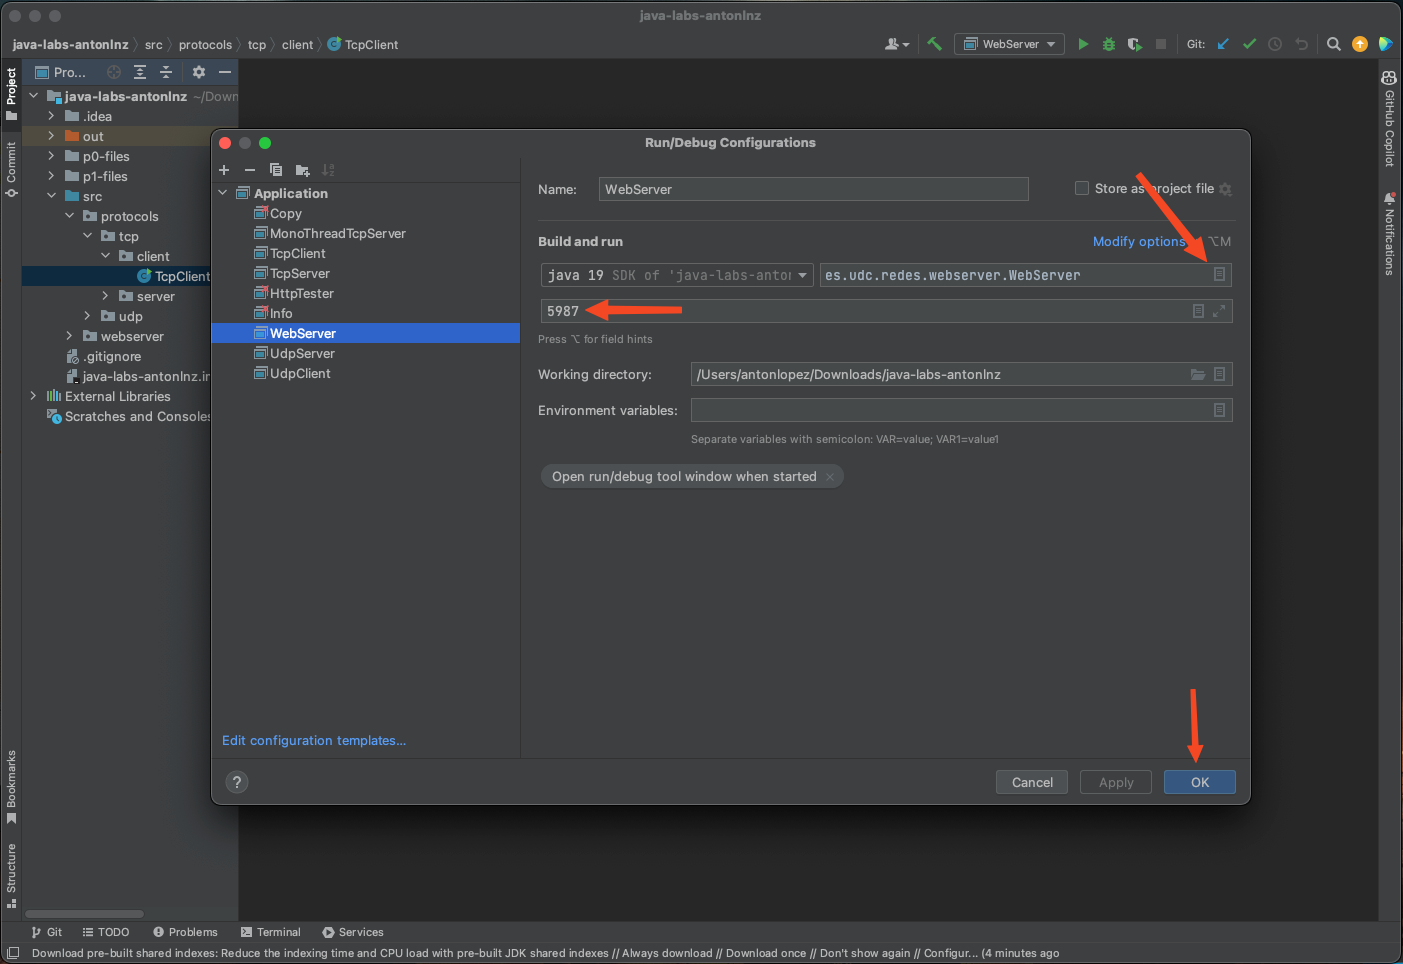 java-labs-antonlnz
java-labs-antonlnz src protocols tcp client TcpClient
WebServer
Git:
Project
Commit
Bookmarks
Structure
Pro...
java-labs-antonlnz ~/Down
.idea
out
p0-files
p1-files
src
protocols
tcp
client
TcpClient
server
udp
webserver
.gitignore
java-labs-antonlnz.in
External Libraries
Scratches and Consoles
Run/Debug Configurations
Application
Copy
MonoThreadTcpServer
TcpClient
TcpServer
HttpTester
Info
WebServer
UdpServer
UdpClient
Edit configuration templates...
?
Name: WebServer
Store as project file
Build and run
Modify options ⌥M
java 19 SDK of 'java-labs-anton
es.udc.redes.webserver.WebServer
5987
Press ⌥ for field hints
Working directory: /Users/antonlopez/Downloads/java-labs-antonlnz
Environment variables:
Separate variables with semicolon: VAR=value; VAR1=value1
Open run/debug tool window when started ×
Cancel
Apply
OK
GitHub Copilot
Notifications
Git
TODO
Problems
Terminal
Services
Download pre-built shared indexes: Reduce the indexing time and CPU load with pre-built JDK shared indexes // Always download // Download once // Don't show again // Configur... (4 minutes ago